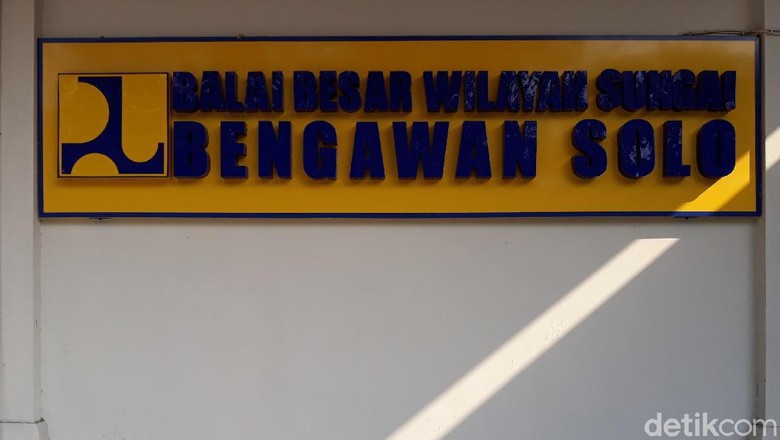 BALAI BESAR WILAYAH SUNGAI
BENGAWAN SOLO
detikcom